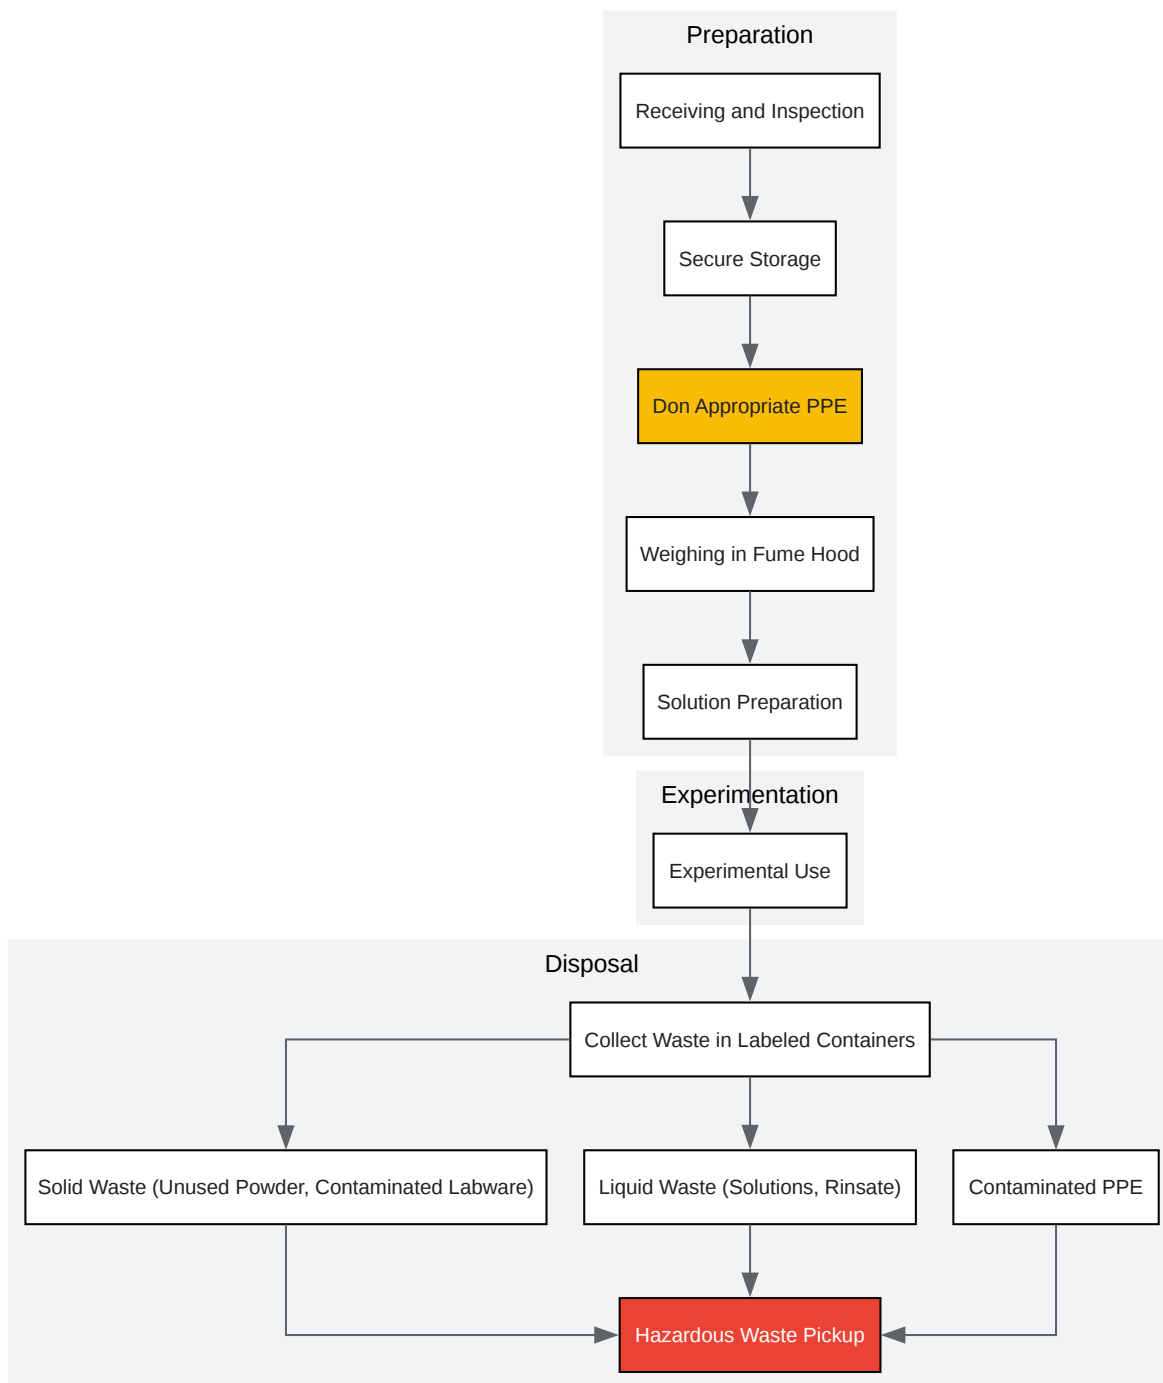 Preparation
Receiving and Inspection
Secure Storage
Don Appropriate PPE
Weighing in Fume Hood
Solution Preparation
Experimentation
Experimental Use
Disposal
Collect Waste in Labeled Containers
Solid Waste (Unused Powder, Contaminated Labware)
Liquid Waste (Solutions, Rinsate)
Contaminated PPE
Hazardous Waste Pickup